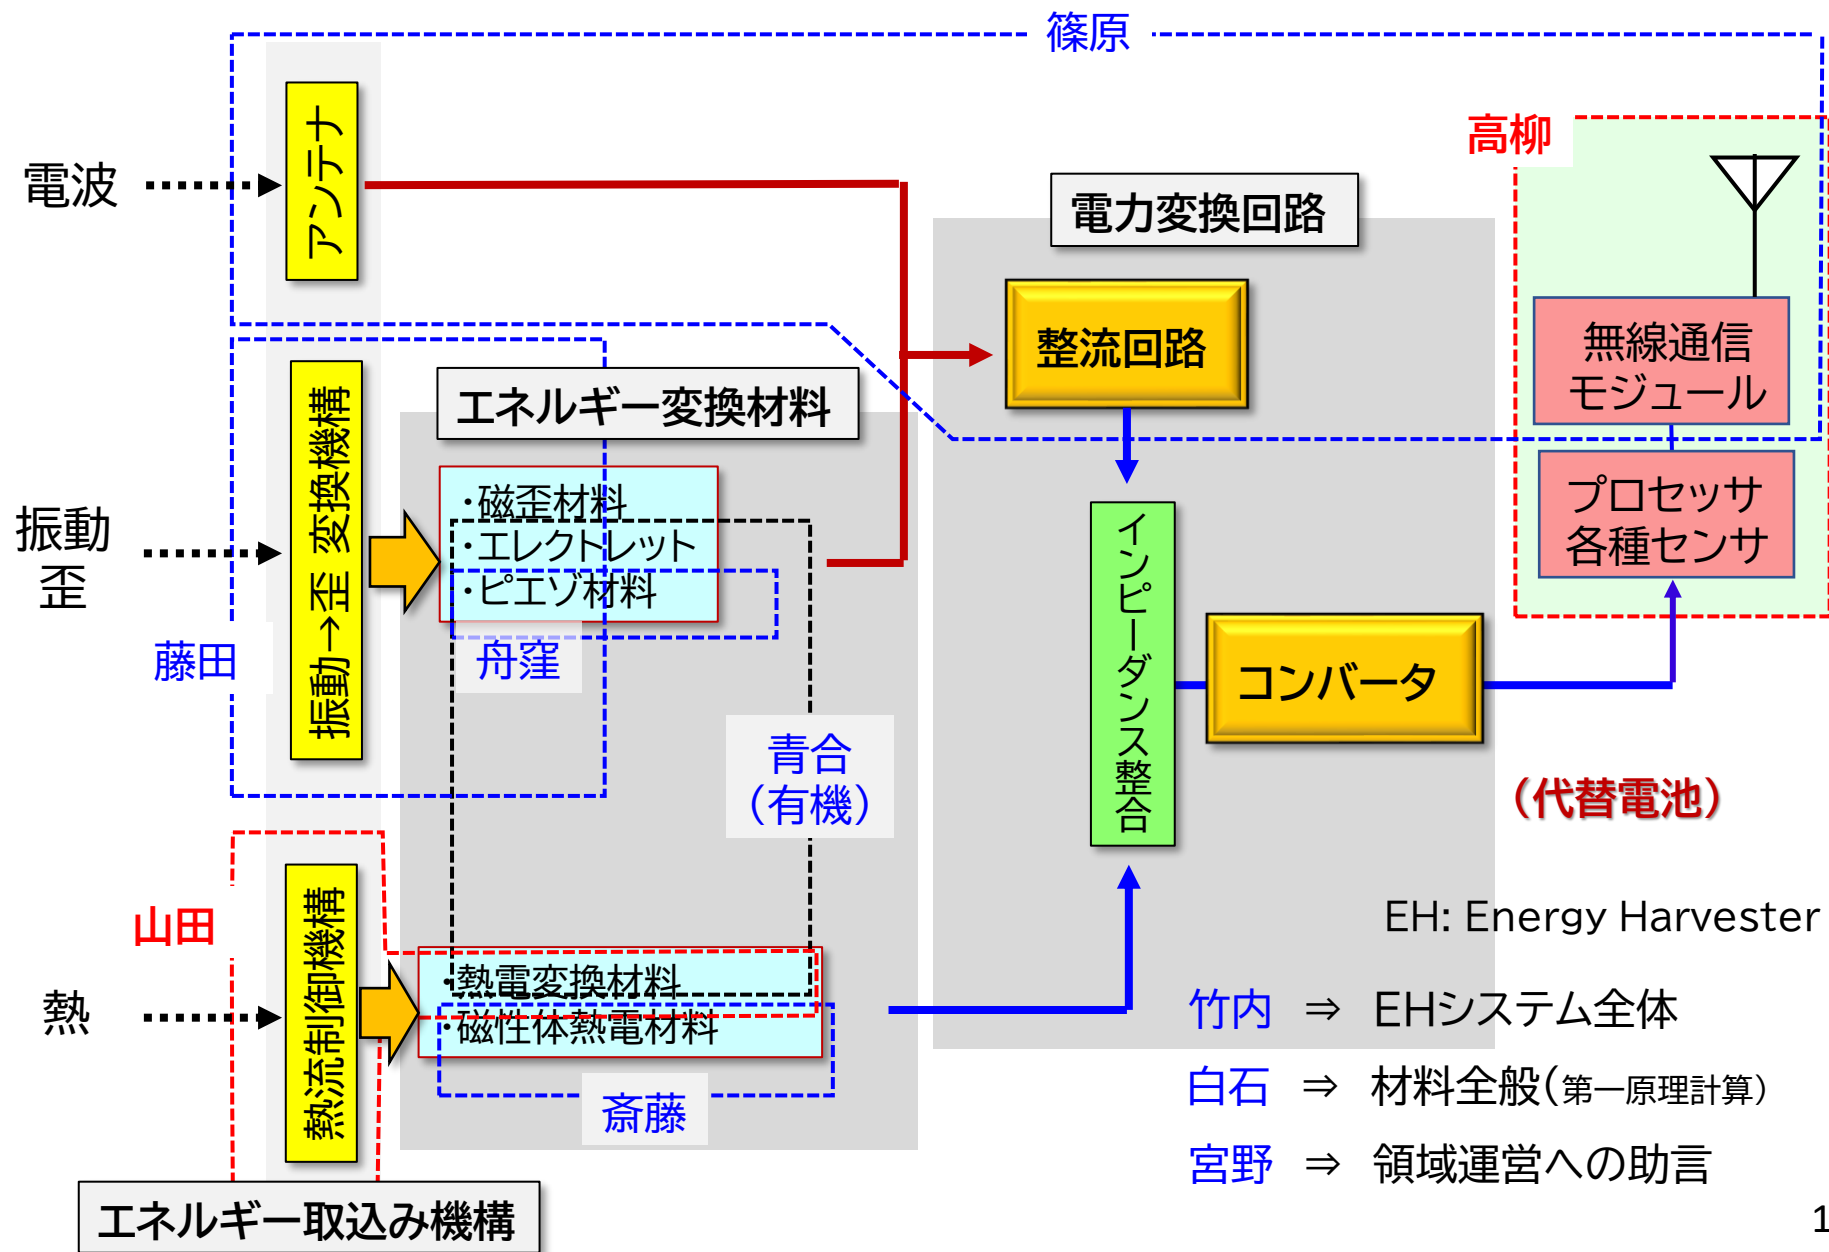 篠原
高柳
電波
アンテナ
電力変換回路
整流回路
無線通信
モジュール
エネルギー変換材料
振動→歪 変換機構
・磁歪材料
・エレクトレット
・ピエゾ材料
プロセッサ
各種センサ
振動
歪
インピーダンス整合
藤田
舟窪
コンバータ
青合
（有機）
（代替電池）
山田
熱流制御機構
EH: Energy Harvester
・熱電変換材料
・磁性体熱電材料
熱
竹内 ⇒ EHシステム全体
斎藤
白石 ⇒ 材料全般（第一原理計算）
宮野 ⇒ 領域運営への助言
エネルギー取込み機構
1